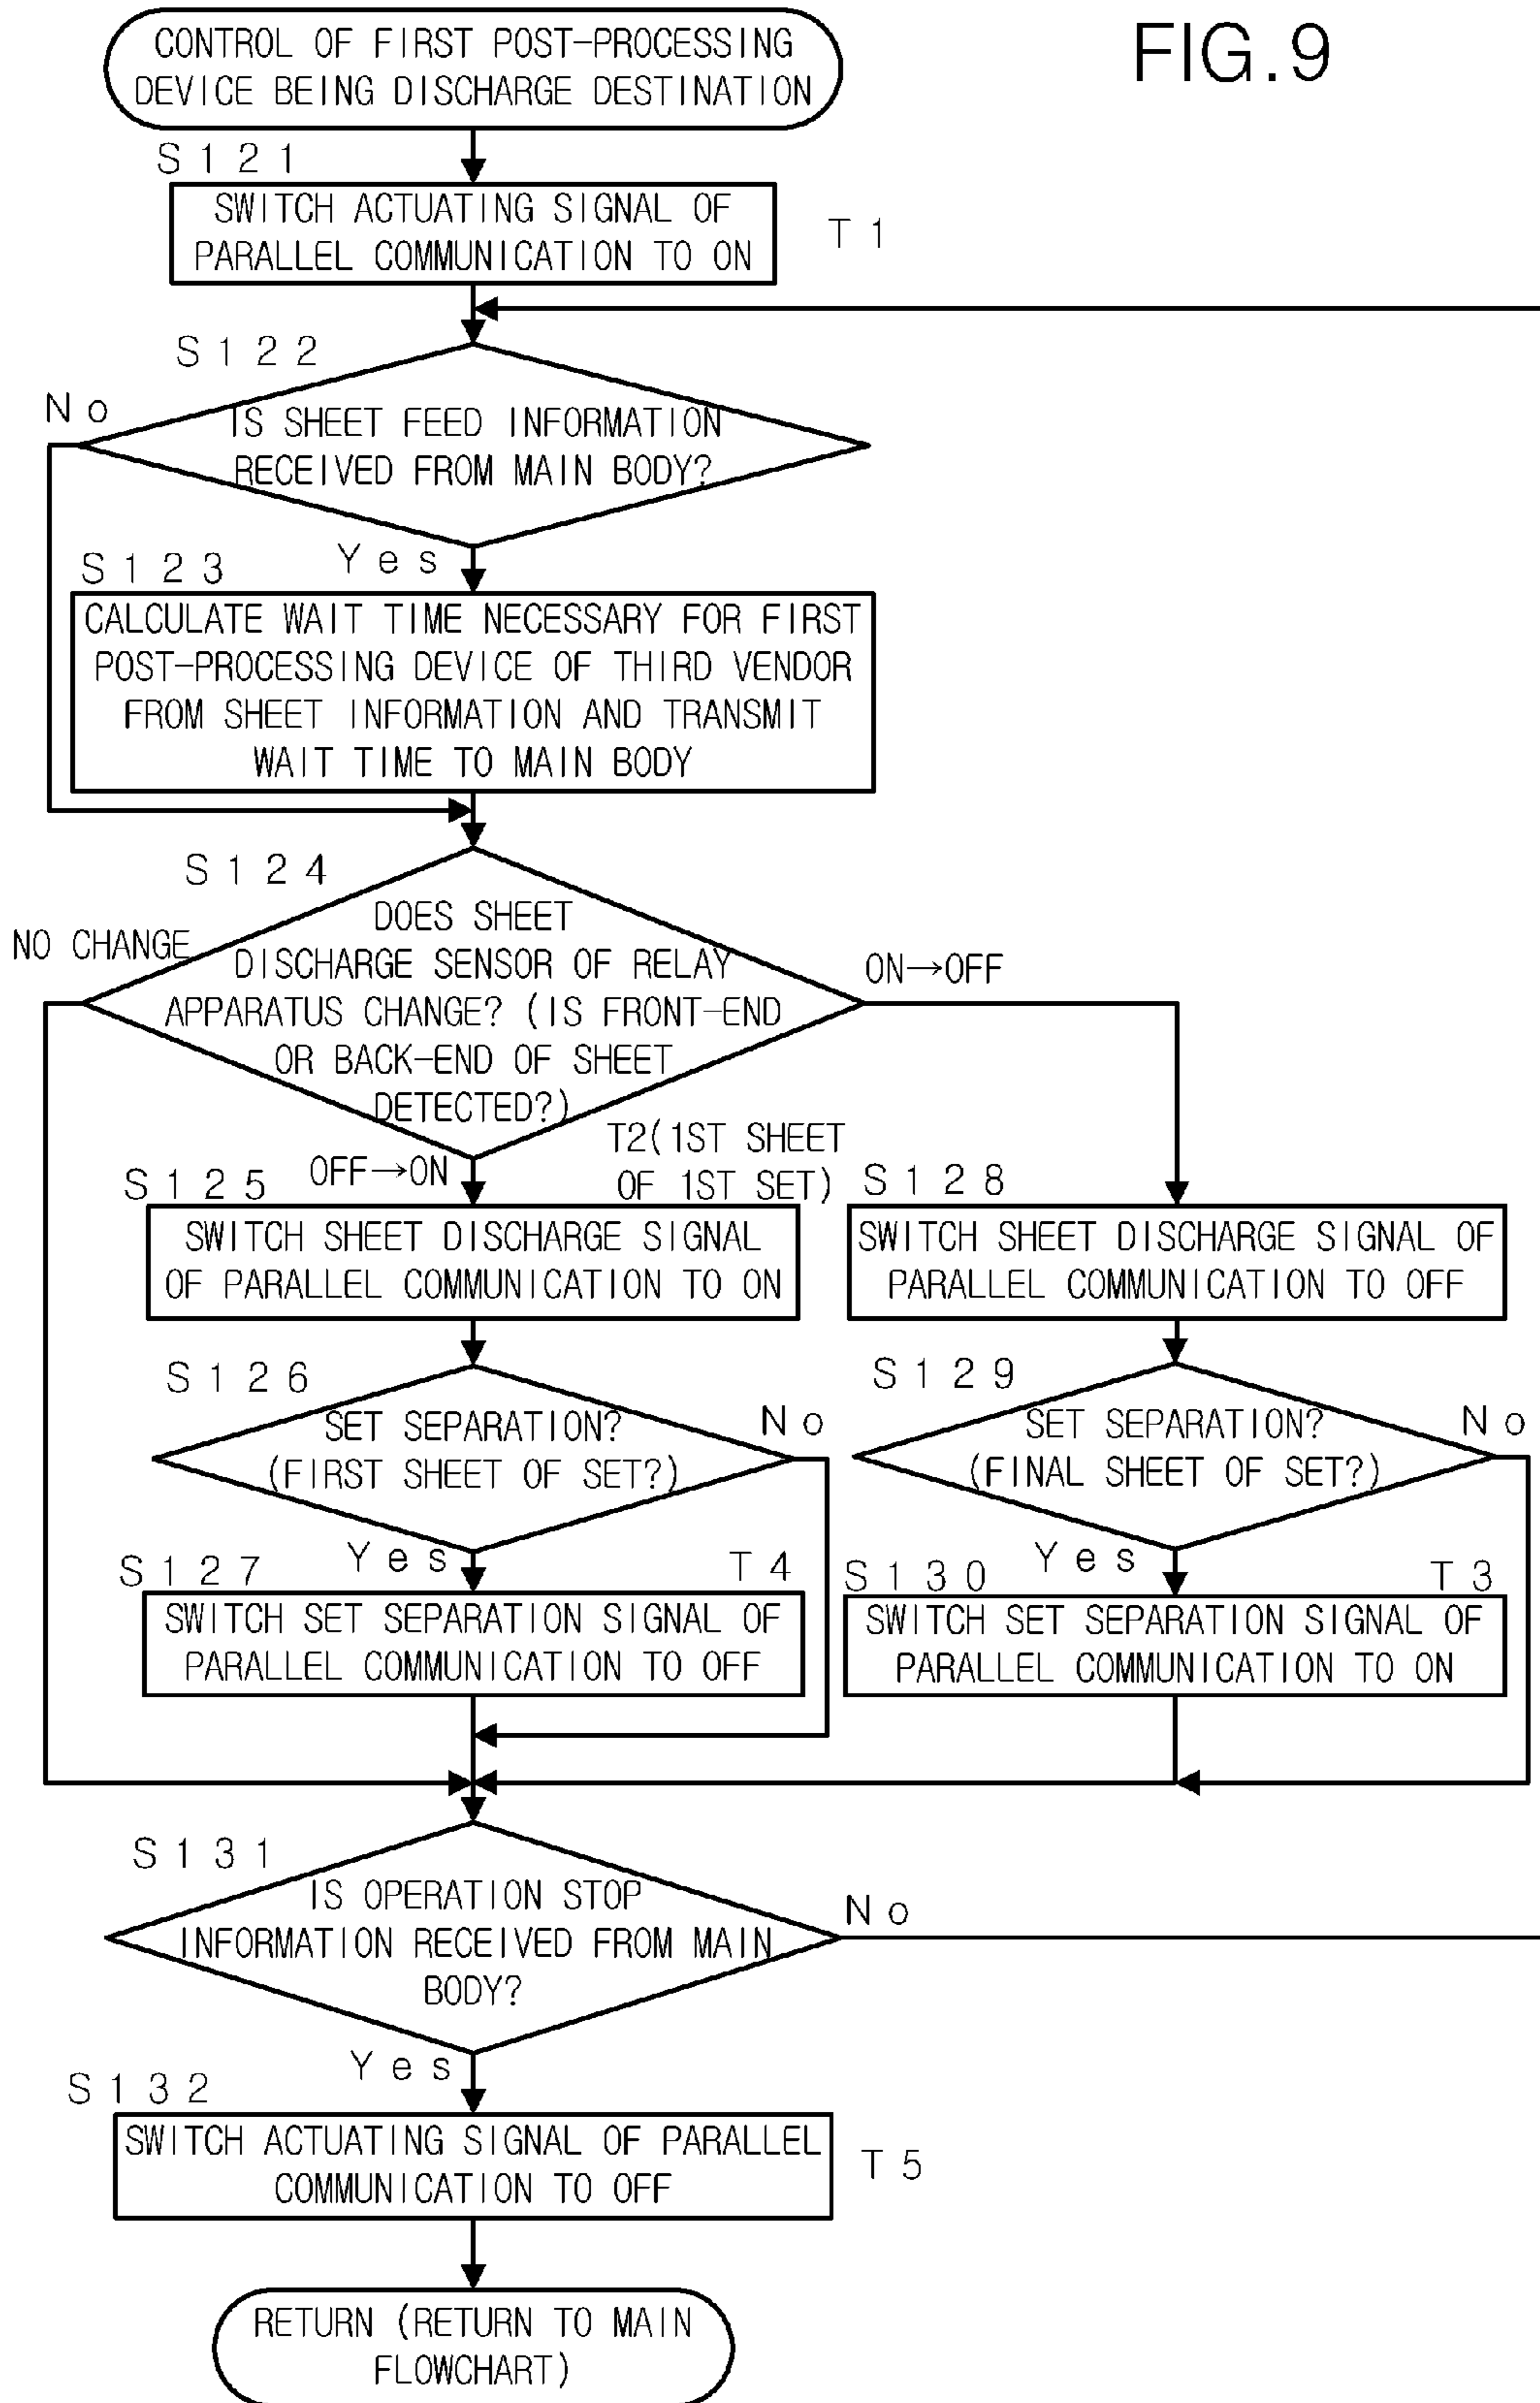 FIG.9
CONTROL OF FIRST POST-PROCESSING
DEVICE BEING DISCHARGE DESTINATION
S121
SWITCH ACTUATING SIGNAL OF
PARALLEL COMMUNICATION TO ON
T1
S122
No
IS SHEET FEED INFORMATION
RECEIVED FROM MAIN BODY?
Yes
S123
CALCULATE WAIT TIME NECESSARY FOR FIRST
POST-PROCESSING DEVICE OF THIRD VENDOR
FROM SHEET INFORMATION AND TRANSMIT
WAIT TIME TO MAIN BODY
S124
NO CHANGE
DOES SHEET
DISCHARGE SENSOR OF RELAY
APPARATUS CHANGE? (IS FRONT-END
OR BACK-END OF SHEET
DETECTED?)
ON→OFF
OFF→ON
T2(1ST SHEET
OF 1ST SET)
S125
SWITCH SHEET DISCHARGE SIGNAL
OF PARALLEL COMMUNICATION TO ON
S128
SWITCH SHEET DISCHARGE SIGNAL OF
PARALLEL COMMUNICATION TO OFF
S126
SET SEPARATION?
(FIRST SHEET OF SET?)
No
S129
SET SEPARATION?
(FINAL SHEET OF SET?)
No
Yes
S127
T4
SWITCH SET SEPARATION SIGNAL OF
PARALLEL COMMUNICATION TO OFF
Yes
S130
T3
SWITCH SET SEPARATION SIGNAL OF
PARALLEL COMMUNICATION TO ON
S131
IS OPERATION STOP
INFORMATION RECEIVED FROM MAIN
BODY?
No
Yes
S132
SWITCH ACTUATING SIGNAL OF PARALLEL
COMMUNICATION TO OFF
T5
RETURN (RETURN TO MAIN
FLOWCHART)